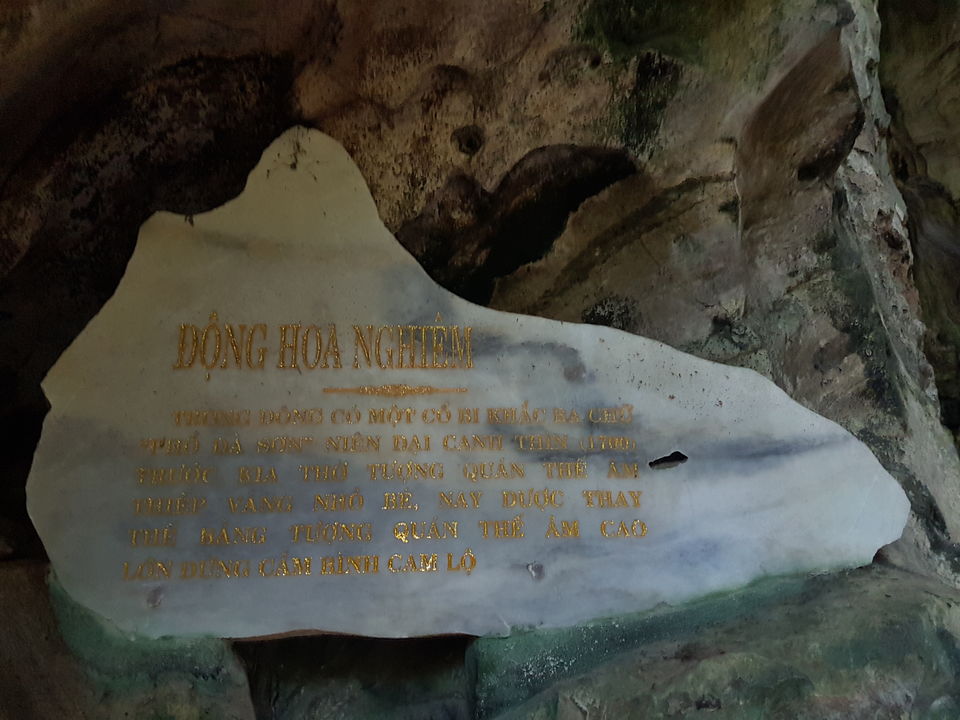 ĐỘNG HOA NGHIÊM
TRONG ĐỘNG CÓ MỘT CỔ BI KHẮC BA CHỮ
"PHỔ ĐÀ SƠN" NIÊN ĐẠI CANH THÌN
TRƯỚC KIA THỜ TƯỢNG QUÁN THẾ ÂM
THIẾP VÀNG NHỎ BÉ, NAY ĐƯỢC THAY
THẾ BẰNG TƯỢNG QUÁN THẾ ÂM CAO
LỚN ĐỨNG CẦM BÌNH CAM LỘ